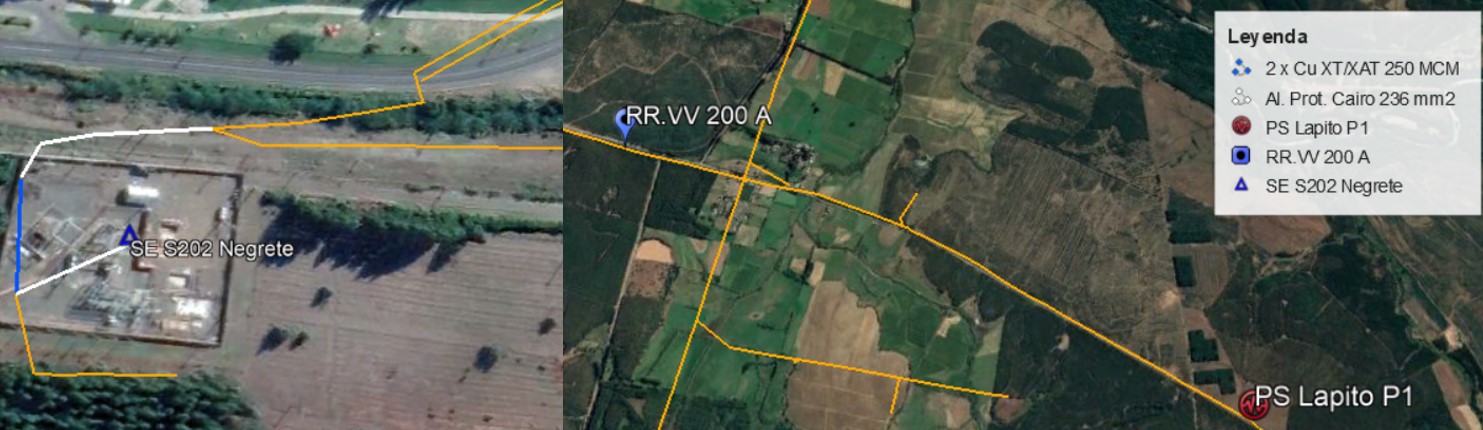 SE S202 Negrete
RR.VV 200 A
PS Lapito P1
Leyenda
2 x Cu XT/XAT 250 MCM
Al. Prot. Cairo 236 mm2
PS Lapito P1
RR.VV 200 A
SE S202 Negrete